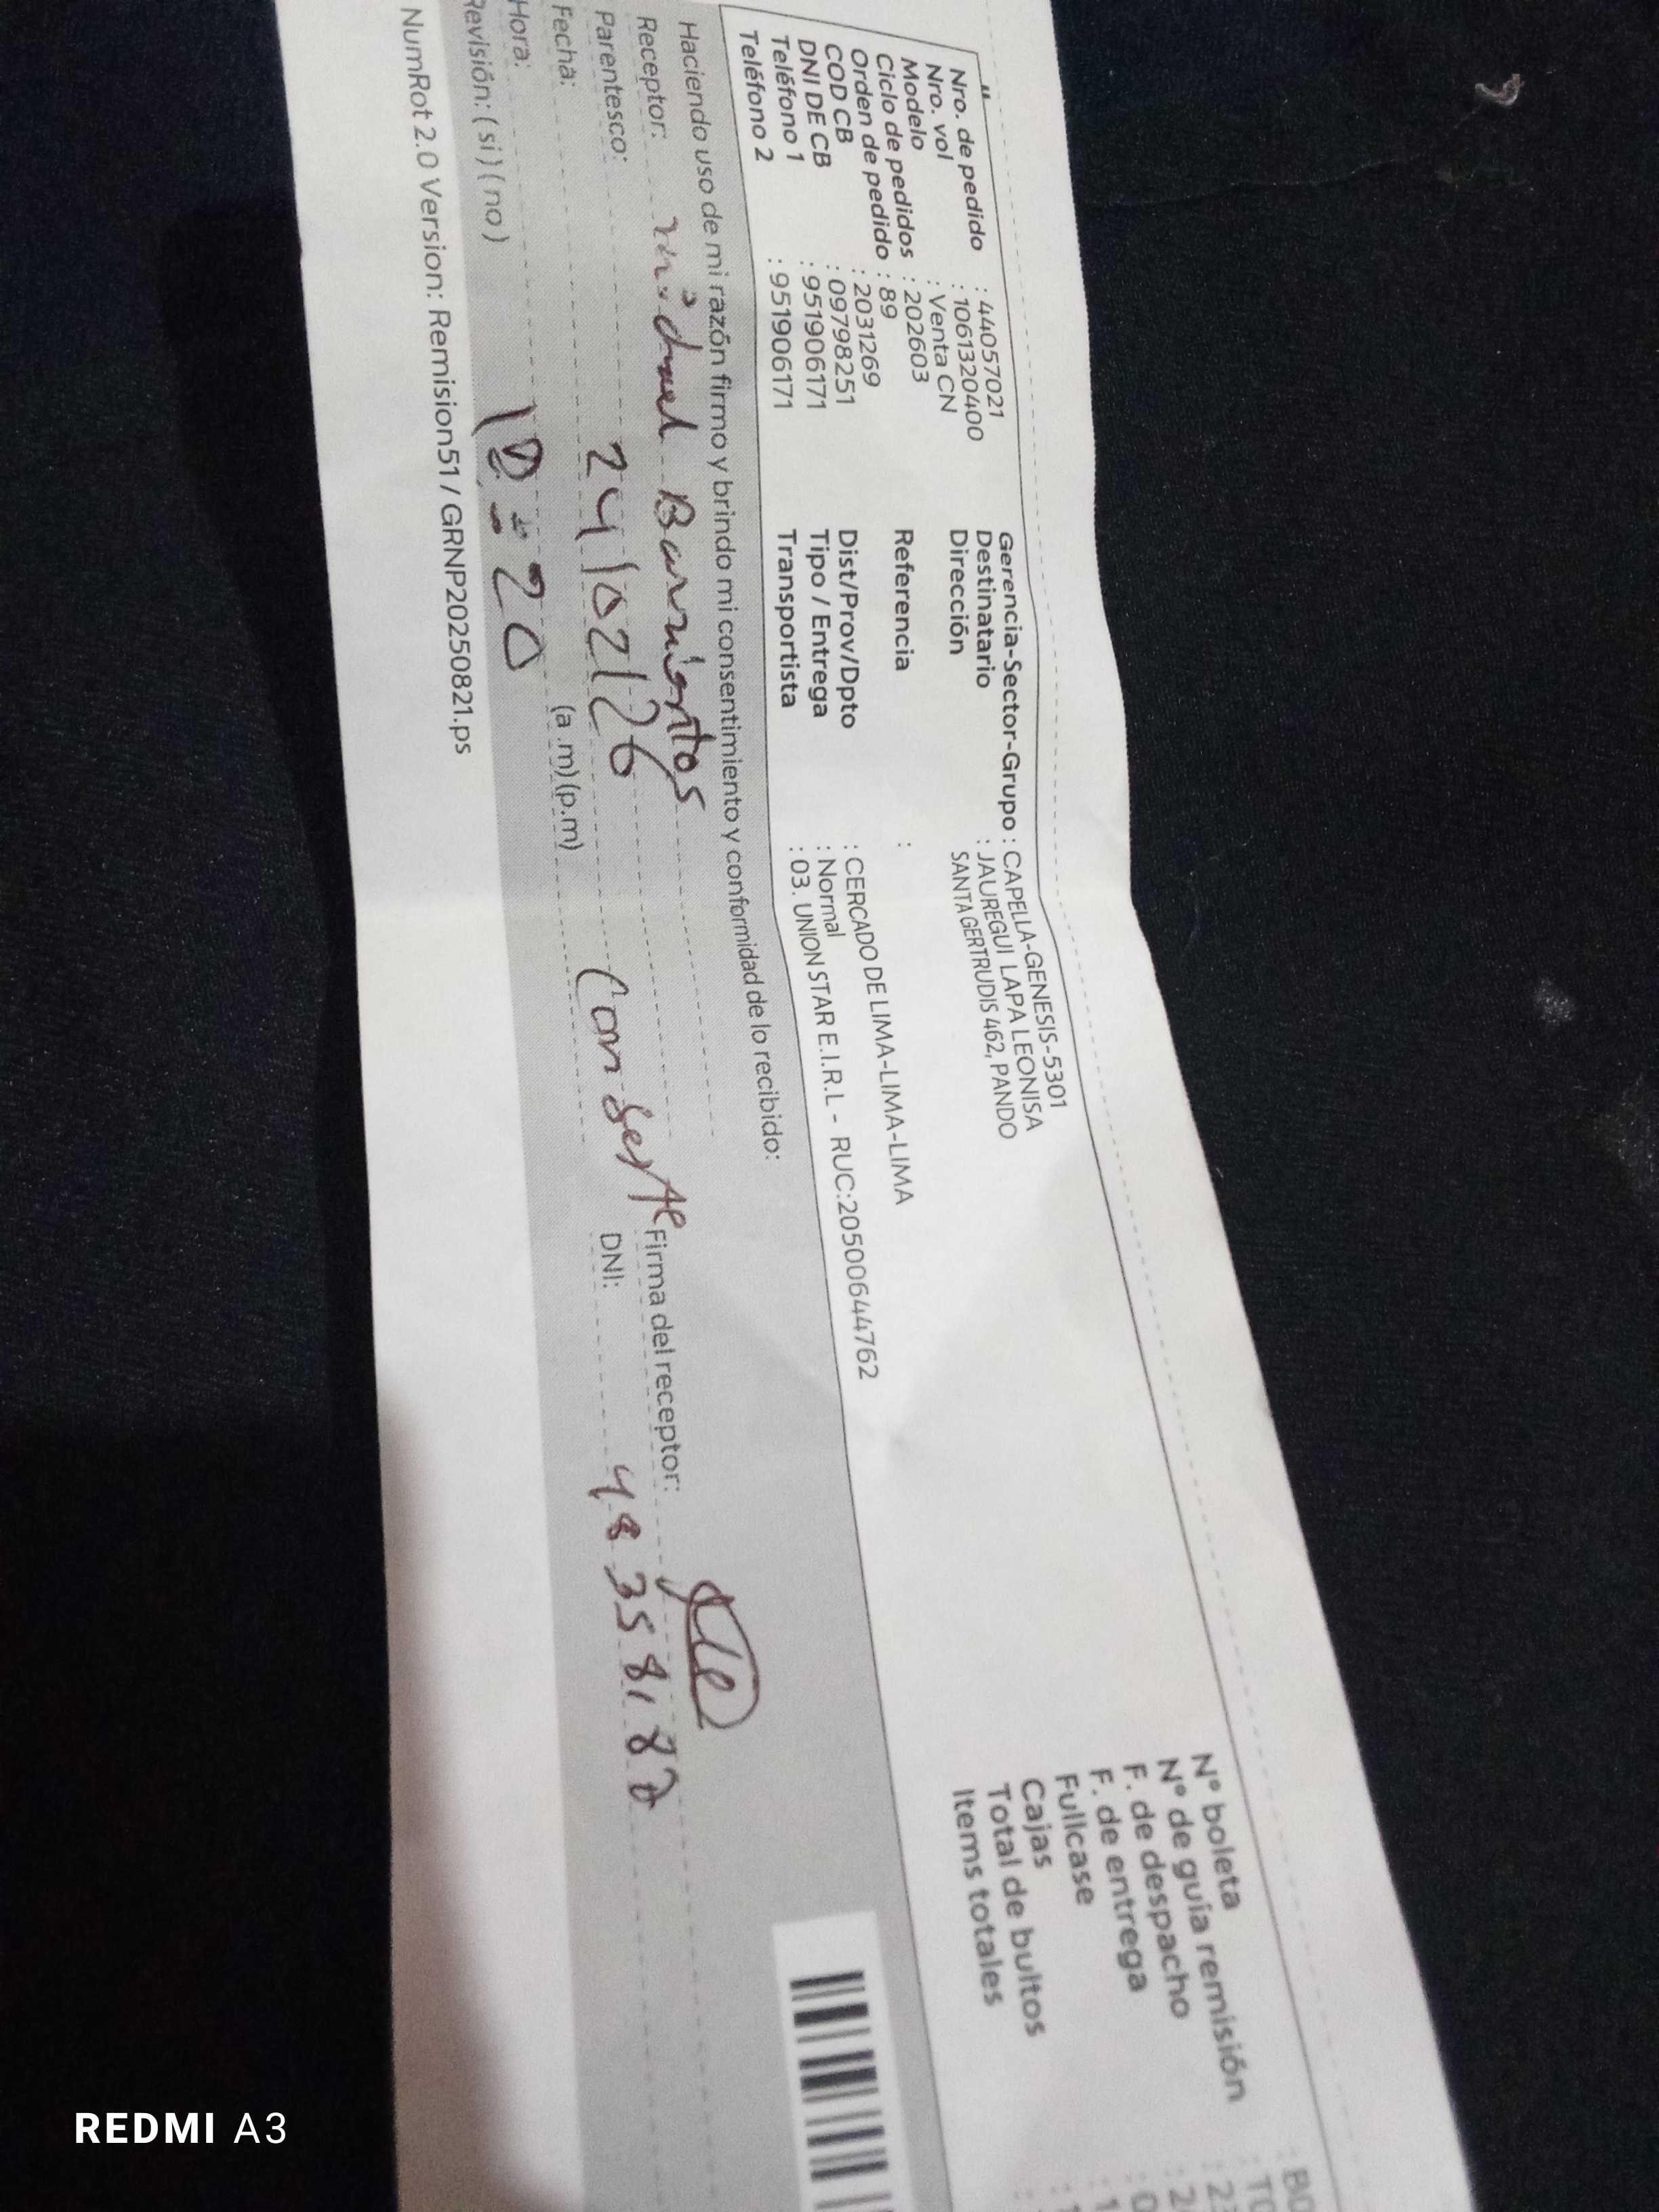 Nro. de pedido : 44057021
Nro. vol : 1061320400
Modelo : Venta CN
Ciclo de pedidos : 202603
Orden de pedido : 89
COD CB : 2031269
DNI DE CB : 09798251
Teléfono 1 : 951906171
Teléfono 2 : 951906171
Gerencia-Sector-Grupo : CAPELLA-GENESIS-5301
Destinatario : JAUREGUI LAPA LEONISA
Dirección SANTA GERTRUDIS 462, PANDO
Referencia :
Dist/Prov/Dpto : CERCADO DE LIMA-LIMA-LIMA
Tipo / Entrega : Normal
Transportista : 03. UNION STAR E.I.R.L - RUC:20500644762
N° boleta
N° de guía remisión
F. de despacho
F. de entrega
Fullcase
Cajas
Total de bultos
Items totales
Haciendo uso de mi razón firmo y brindo mi consentimiento y conformidad de lo recibido:
Receptor: Barrientos
Firma del receptor:
Parentesco:
Fecha: 24/02/26
DNI:
Hora: 10:20 (a.m)(p.m)
Revisión: ( si ) ( no )
NumRot 2.0 Version: Remision51 / GRNP20250821.ps
REDMI A3